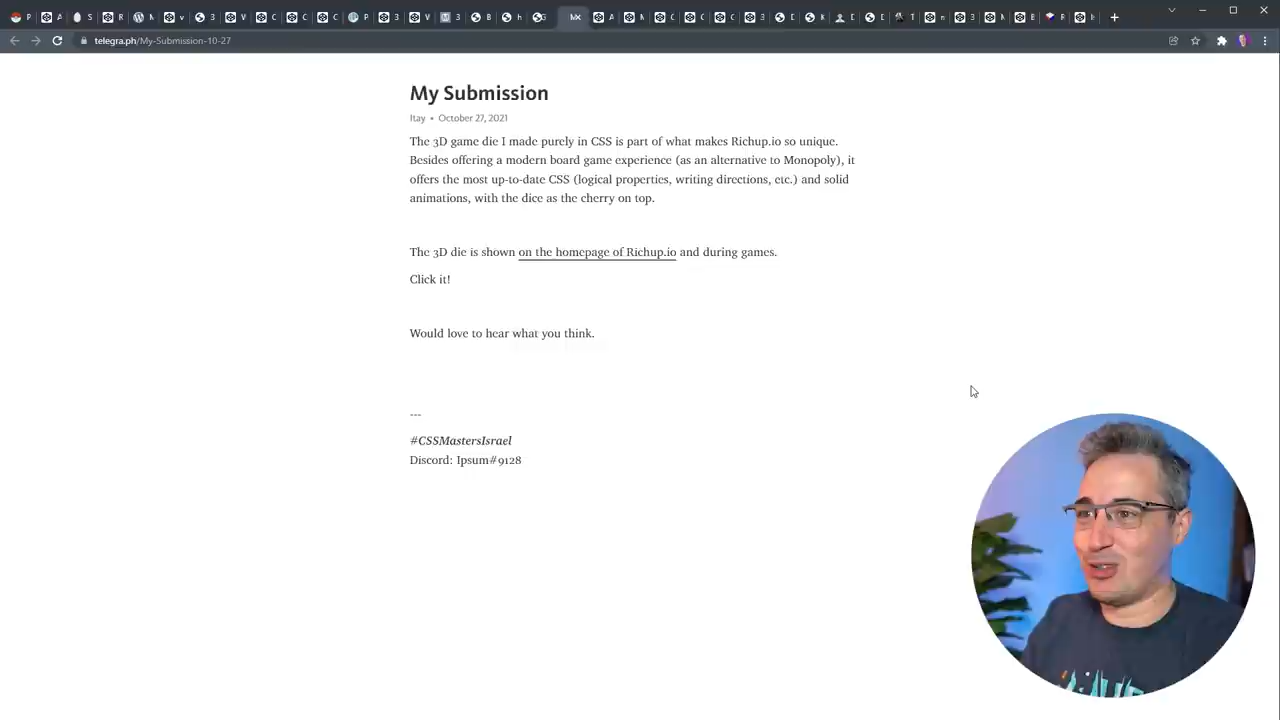 telegra.ph/My-Submission-10-27
My Submission
Itay • October 27, 2021
The 3D game die I made purely in CSS is part of what makes Richup.io so unique.
Besides offering a modern board game experience (as an alternative to Monopoly), it
offers the most up-to-date CSS (logical properties, writing directions, etc.) and solid
animations, with the dice as the cherry on top.
The 3D die is shown on the homepage of Richup.io and during games.
Click it!
Would love to hear what you think.
---
#CSSMastersIsrael
Discord: Ipsum#9128